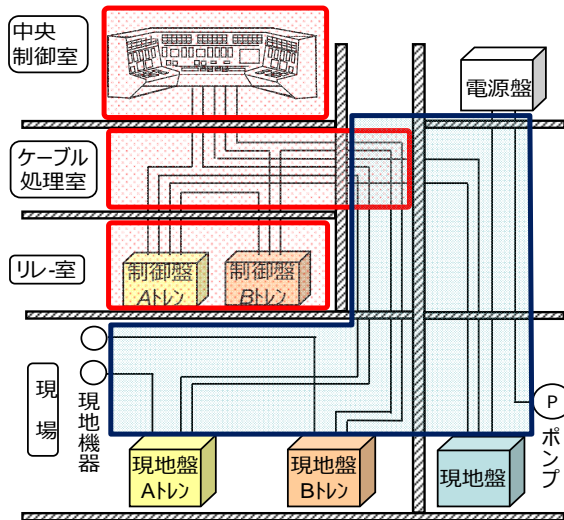 中央
制御室
電源盤
ケーブル
処理室
リレｰ室
制御盤
Aトレン
制御盤
Bトレン
現場
現地機器
P
ポンプ
現地盤
Aトレン
現地盤
Bトレン
現地盤